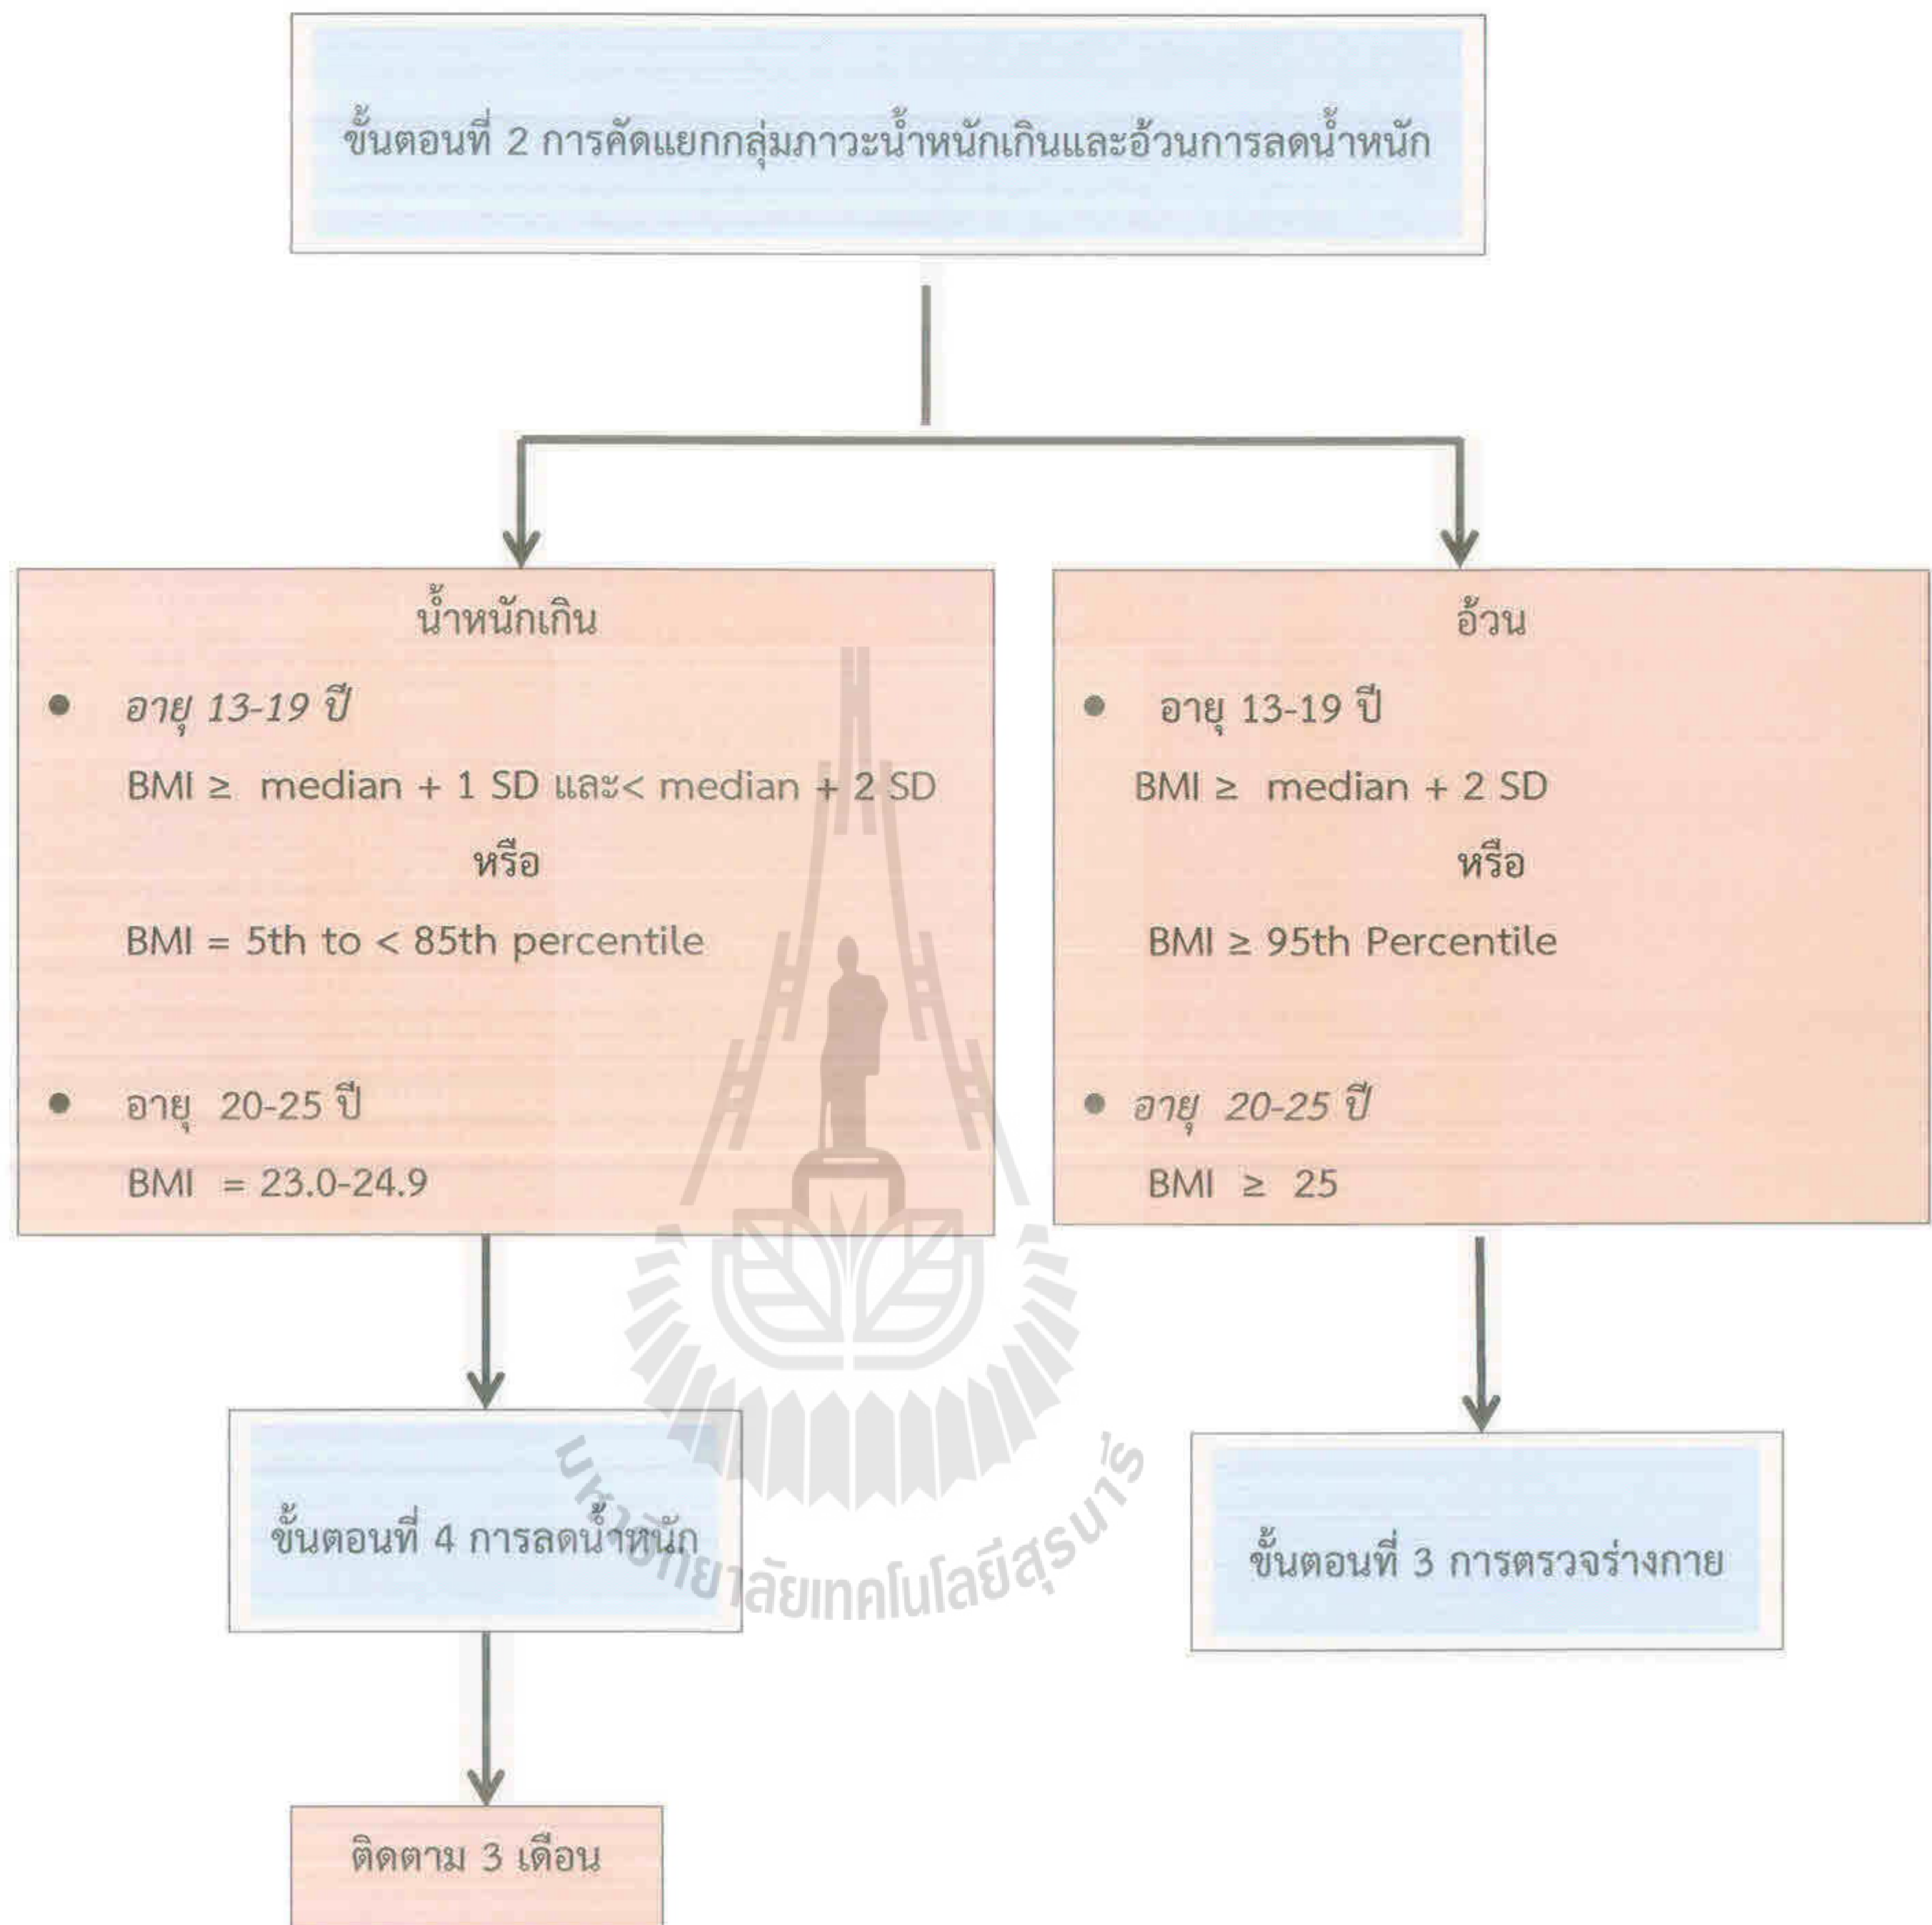 ขั้นตอนที่ 2 การคัดแยกกลุ่มภาวะน้ำหนักเกินและอ้วนการลดน้ำหนัก
น้ำหนักเกิน
● อายุ 13-19 ปี
BMI ≥ median + 1 SD และ< median + 2 SD
หรือ
BMI = 5th to < 85th percentile
● อายุ 20-25 ปี
BMI = 23.0-24.9
อ้วน
● อายุ 13-19 ปี
BMI ≥ median + 2 SD
หรือ
BMI ≥ 95th Percentile
● อายุ 20-25 ปี
BMI ≥ 25
ขั้นตอนที่ 4 การลดน้ำหนัก
ขั้นตอนที่ 3 การตรวจร่างกาย
มหาวิทยาลัยเทคโนโลยีสุรนารี
ติดตาม 3 เดือน